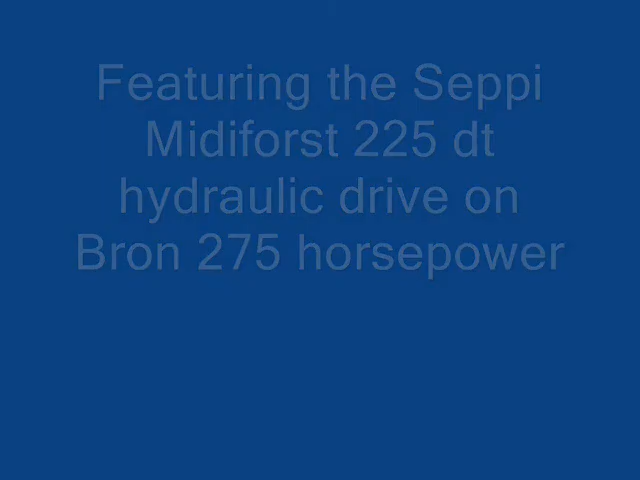 Featuring the Seppi
Midiforst 225 dt
hydraulic drive on
Bron 275 horsepower